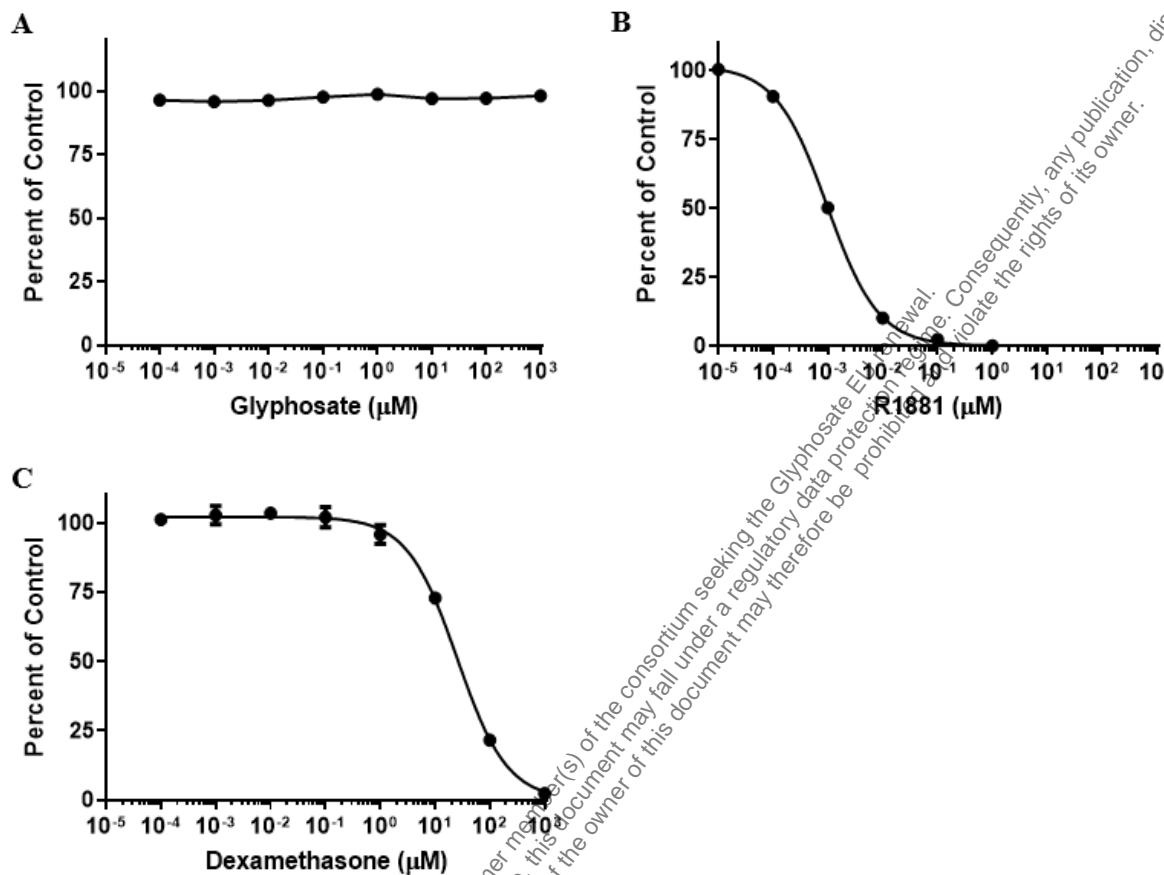 A
Percent of Control
100
75
50
25
0
10⁻⁵ 10⁻⁴ 10⁻³ 10⁻² 10⁻¹ 10⁰ 10¹ 10² 10³
Glyphosate (μM)
B
Percent of Control
100
75
50
25
0
10⁻⁵ 10⁻⁴ 10⁻³ 10⁻² 10⁻¹ 10⁰ 10¹ 10²
R1881 (μM)
C
Percent of Control
100
75
50
25
0
10⁻⁵ 10⁻⁴ 10⁻³ 10⁻² 10⁻¹ 10⁰ 10¹ 10² 10³
Dexamethasone (μM)
member(s) of the consortium seeking the Glyphosate EU renewal.
this document may fall under a regulatory data protection regime. Consequently, any publication,
of the owner of this document may therefore be prohibited and violate the rights of its owner.